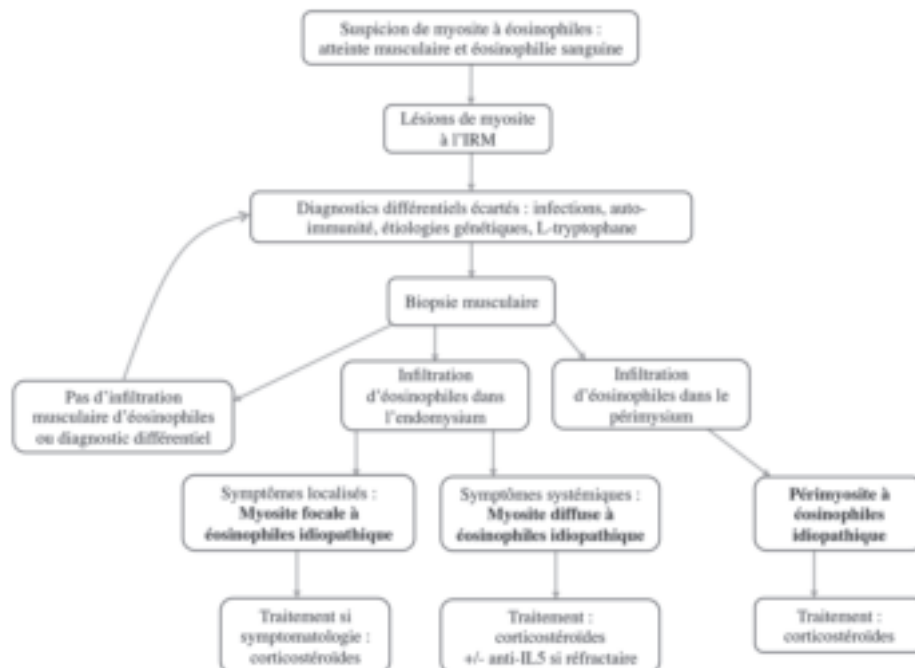 Suspicion de myosite à éosinophiles :
atteinte musculaire et éosinophilie sanguine
Lésions de myosite
à l'IRM
Diagnostics différentiels écartés : infections, auto-
immunité, étiologies génétiques, L-tryptophane
Biopsie musculaire
Pas d'infiltration
musculaire d'éosinophiles
ou diagnostic différentiel
Infiltration
d'éosinophiles dans
l'endomysium
Infiltration
d'éosinophiles dans le
périmysium
Symptômes localisés :
Myosite focale à
éosinophiles idiopathique
Symptômes systémiques :
Myosite diffuse à
éosinophiles idiopathique
Périmyosite à
éosinophiles
idiopathique
Traitement si
symptomatologie :
corticostéroïdes
Traitement :
corticostéroïdes
+/- anti-IL5 si réfractaire
Traitement :
corticostéroïdes